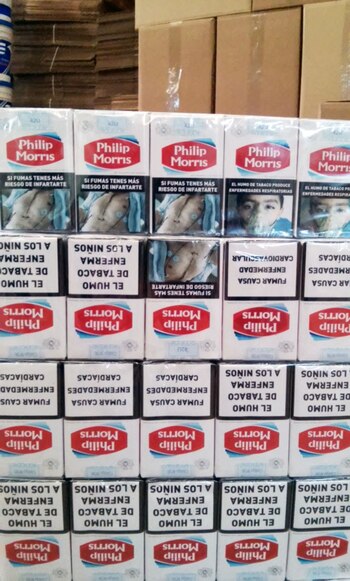 AZUL
Philip
Morris
SI FUMAS TENES MÁS
RIESGO DE INFARTARTE
Philip
Morris
SI FUMAS TENES MÁS
RIESGO DE INFARTARTE
Philip
Morris
SI FUMAS TENES MÁS
RIESGO DE INFARTARTE
Philip
Morris
EL HUMO DE TABACO PRODUCE
ENFERMEDADES RESPIRATORIAS
Philip
Morris
EL HUMO DE TABACO
ENFERMEDADES RESPIR
EL HUMO
DE TABACO
ENFERMA
A LOS NIÑOS
Philip
Morris
EL HUMO
DE TABACO
ENFERMA
A LOS NIÑOS
Philip
Morris
SI FUMAS TENES MÁS
RIESGO DE INFARTARTE
Philip
Morris
FUMAR CAUSA
ENFERMEDAD
CARDIOVASCULAR
Philip
Morris
FUMAR CAUSA
ENFERMEDADES
CARDÍACAS
Philip
Morris
FUMAR CAUSA
ENFERMEDADES
CARDÍACAS
Philip
Morris
FUMAR CAUSA
ENFERMEDADES
CARDÍACAS
Philip
Morris
FUMAR CAUSA
ENFERMEDADES
CARDÍACAS
Philip
Morris
EL HUMO
DE TABACO
ENFERMA
A LOS NIÑOS
Philip
Morris
EL HUMO
DE TABACO
ENFERMA
A LOS NIÑOS
Philip
Morris
EL HUMO
DE TABACO
ENFERMA
A LOS NIÑOS
Philip
Morris
EL HUMO
DE TABACO
ENFERMA
A LOS NIÑOS
Philip
Morris
EL HUMO
DE TABACO
ENFERMA
A LOS NIÑOS
Philip
Morris
EL HUMO
DE TABACO
ENFERMA
A LOS NIÑOS
Philip
Morris
EL HUMO
DE TABACO
ENFERMA
A LOS NIÑOS
Philip
Morris